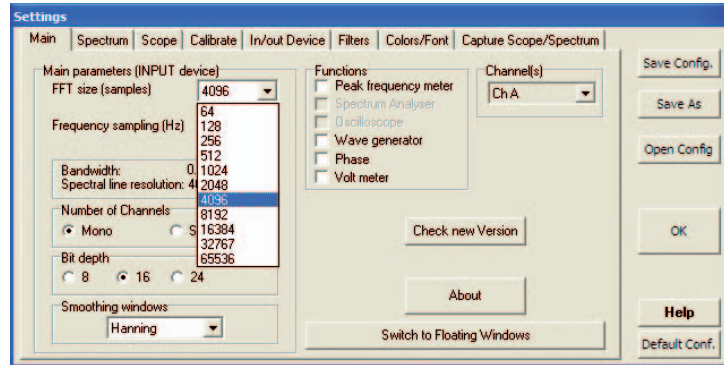 Settings
Main Spectrum Scope Calibrate In/out Device Filters Colors/Font Capture Scope/Spectrum
Main parameters (INPUT device)
FFT size (samples) 4096
64
128
256
512
1024
2048
4096
8192
16384
32767
65536
Frequency sampling (Hz)
Bandwidth: 0.
Spectral line resolution: 4
Number of Channels
Mono S
Bit depth
8 16 24
Smoothing windows
Hanning
Functions
Peak frequency meter
Spectrum Analyser
Oscilloscope
Wave generator
Phase
Volt meter
Channel(s)
Ch A
Check new Version
About
Switch to Floating Windows
Save Config.
Save As
Open Config
OK
Help
Default Conf.